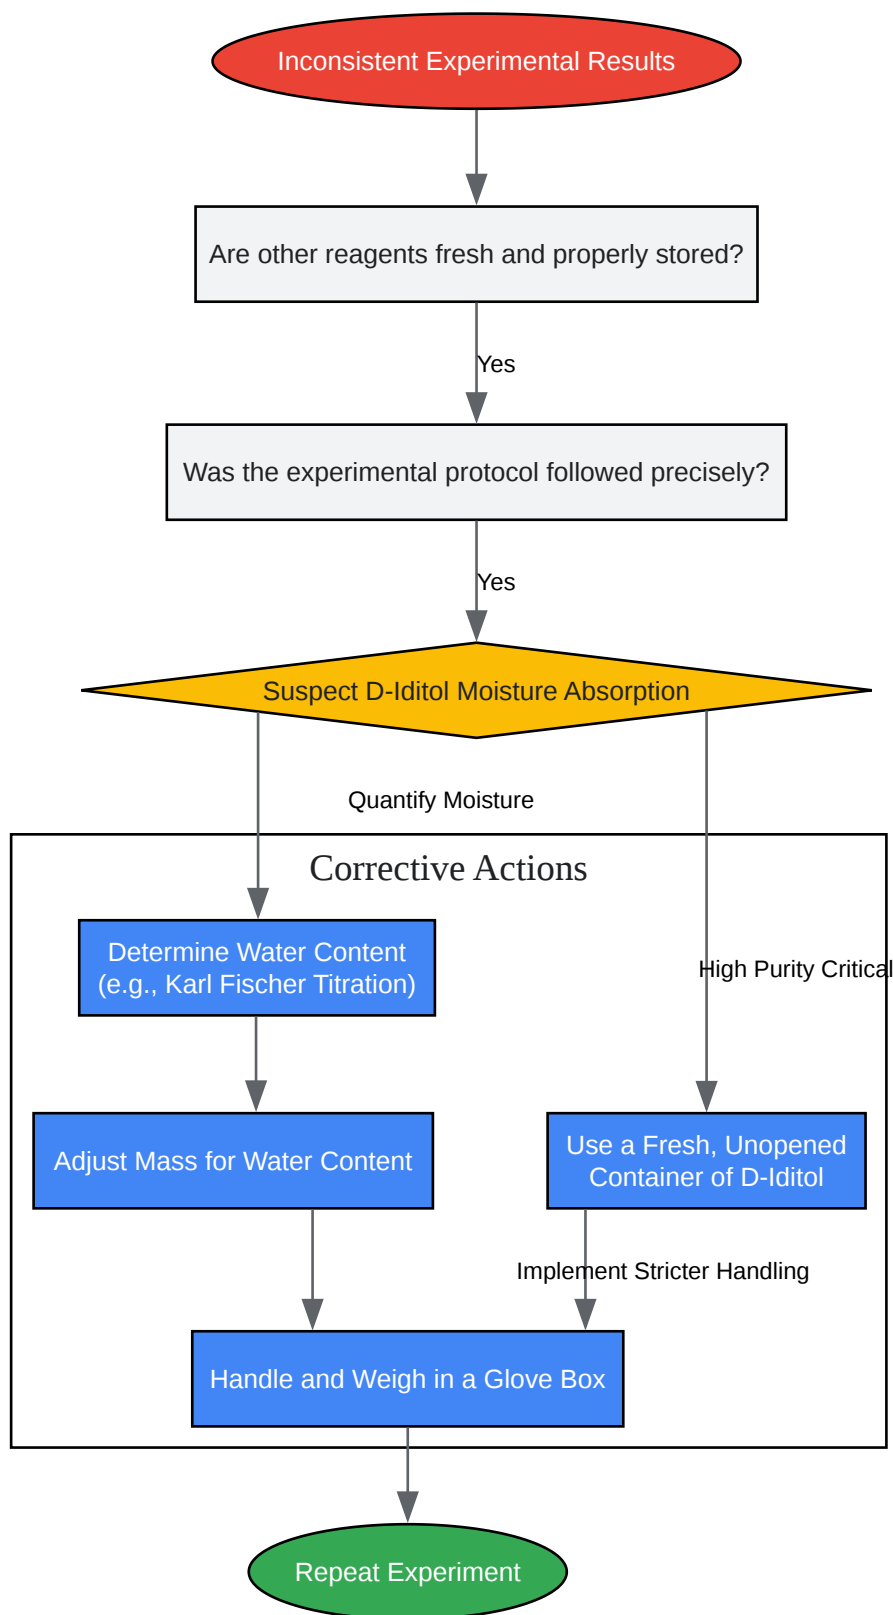 Inconsistent Experimental Results
Are other reagents fresh and properly stored?
Yes
Was the experimental protocol followed precisely?
Yes
Suspect D-Iditol Moisture Absorption
Quantify Moisture
Corrective Actions
Determine Water Content
(e.g., Karl Fischer Titration)
High Purity Critical
Adjust Mass for Water Content
Use a Fresh, Unopened
Container of D-Iditol
Implement Stricter Handling
Handle and Weigh in a Glove Box
Repeat Experiment